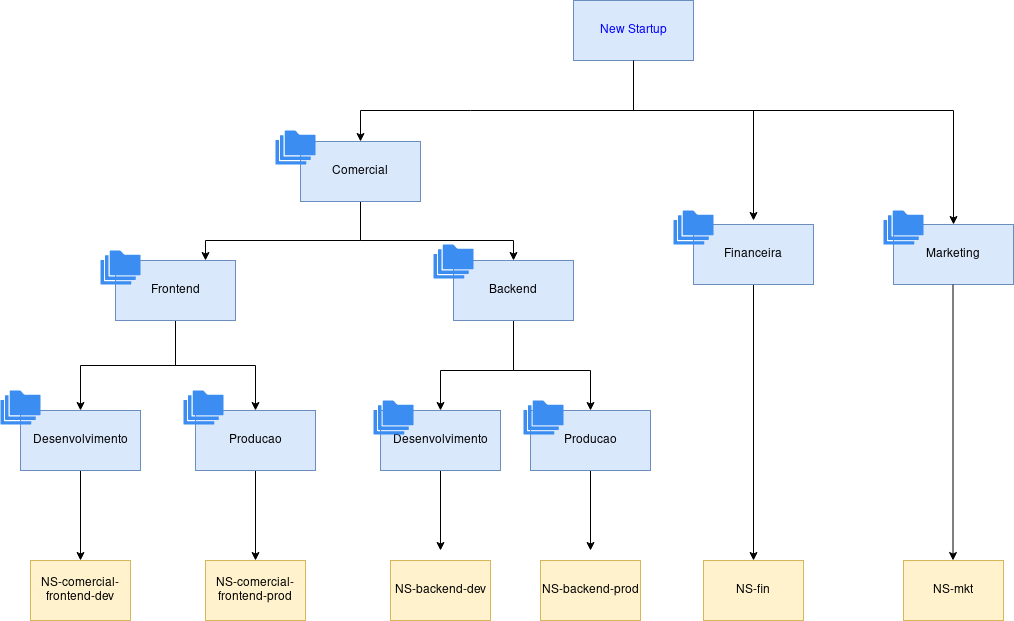 New Startup
Comercial
Financeira
Marketing
Frontend
Backend
Desenvolvimento
Producao
Desenvolvimento
Producao
NS-comercial-
frontend-dev
NS-comercial-
frontend-prod
NS-backend-dev
NS-backend-prod
NS-fin
NS-mkt